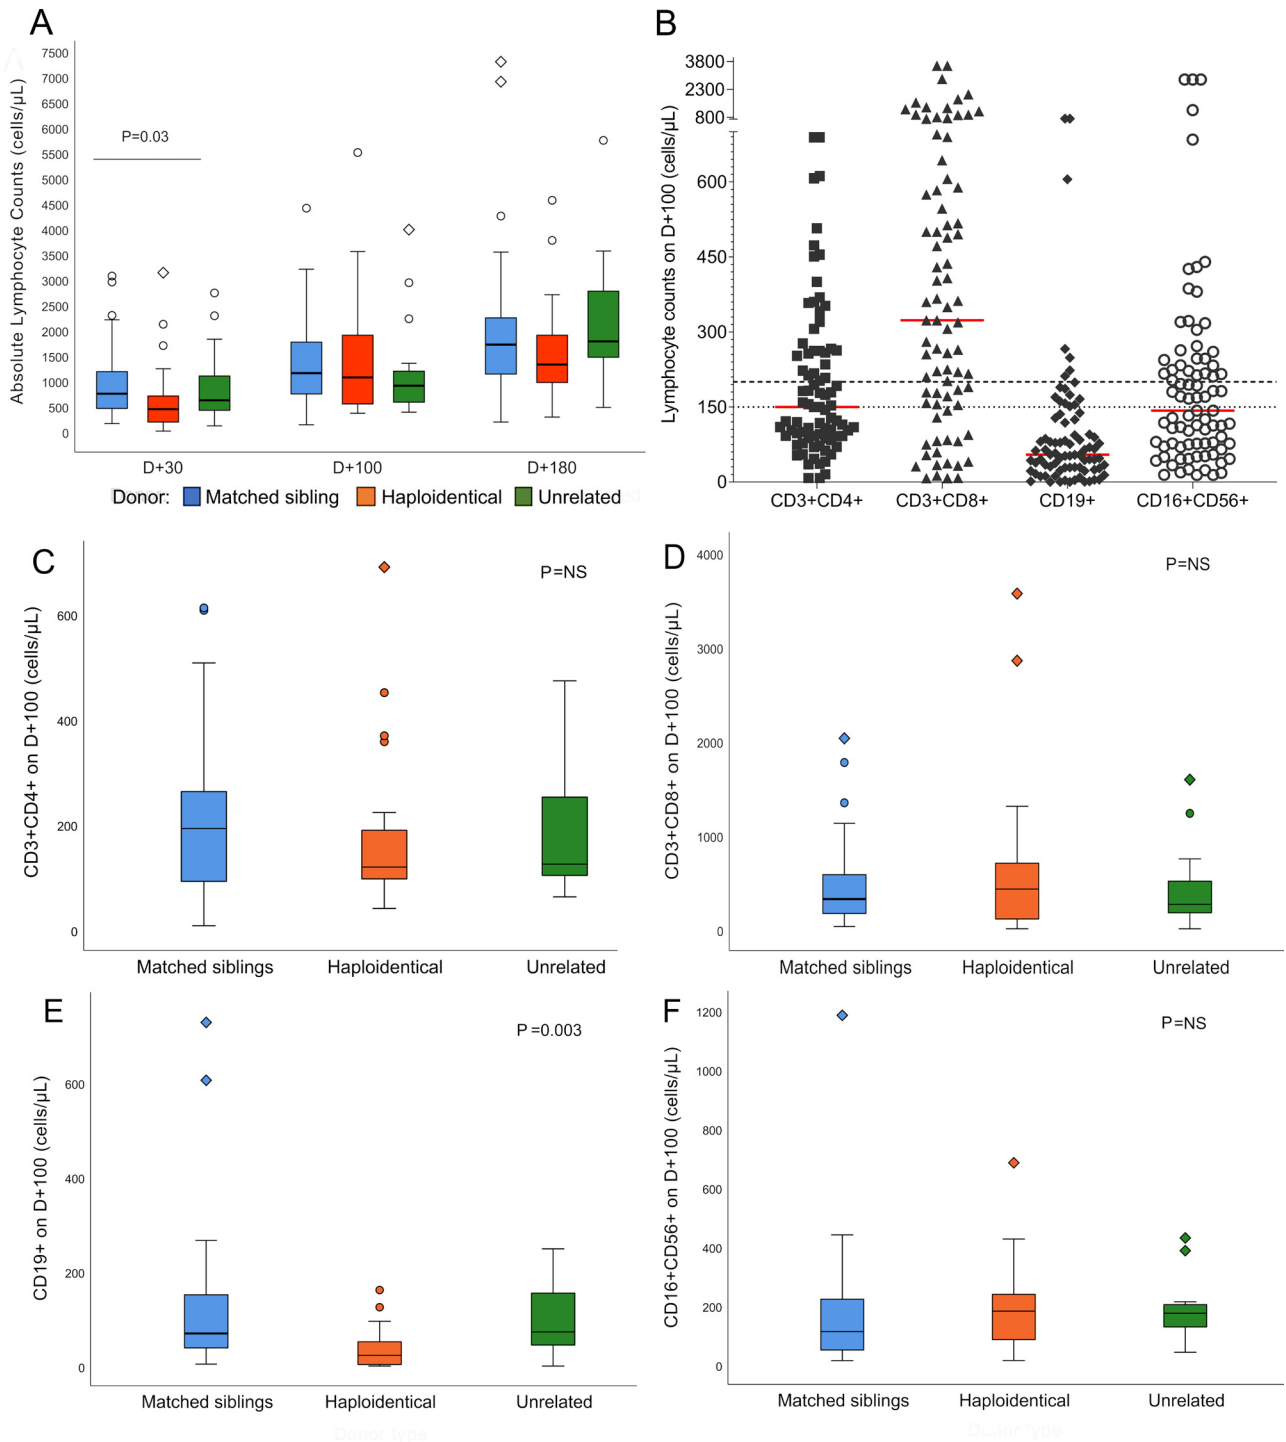 A
B
Absolute Lymphocyte Counts (cells/µL)
7500
7000
6500
6000
5500
5000
4500
4000
3500
3000
2500
2000
1500
1000
500
0
P=0.03
D+30
D+100
D+180
Donor: Matched sibling Haploidentical Unrelated
Lymphocyte counts on D+100 (cells/µL)
3800
2300
800
600
450
300
150
0
CD3+CD4+
CD3+CD8+
CD19+
CD16+CD56+
C
P=NS
CD3+CD4+ on D+100 (cells/µL)
600
400
200
0
Matched siblings
Haploidentical
Unrelated
D
P=NS
CD3+CD8+ on D+100 (cells/µL)
4000
3000
2000
1000
0
Matched siblings
Haploidentical
Unrelated
E
P=0.003
CD19+ on D+100 (cells/µL)
600
400
200
0
Matched siblings
Haploidentical
Unrelated
Donor type
F
P=NS
CD16+CD56+ on D+100 (cells/µL)
1200
1000
800
600
400
200
0
Matched siblings
Haploidentical
Unrelated
Donor type